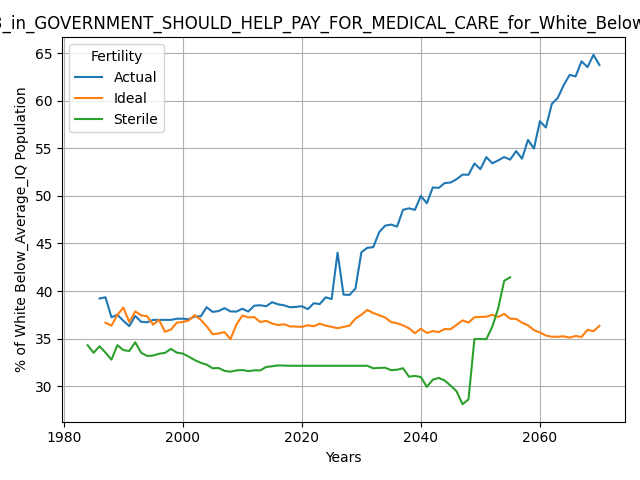 _in_GOVERNMENT_SHOULD_HELP_PAY_FOR_MEDICAL_CARE_for_White_Below
Fertility
Actual
Ideal
Sterile
% of White Below_Average_IQ Population
65
60
55
50
45
40
35
30
1980
2000
2020
2040
2060
Years